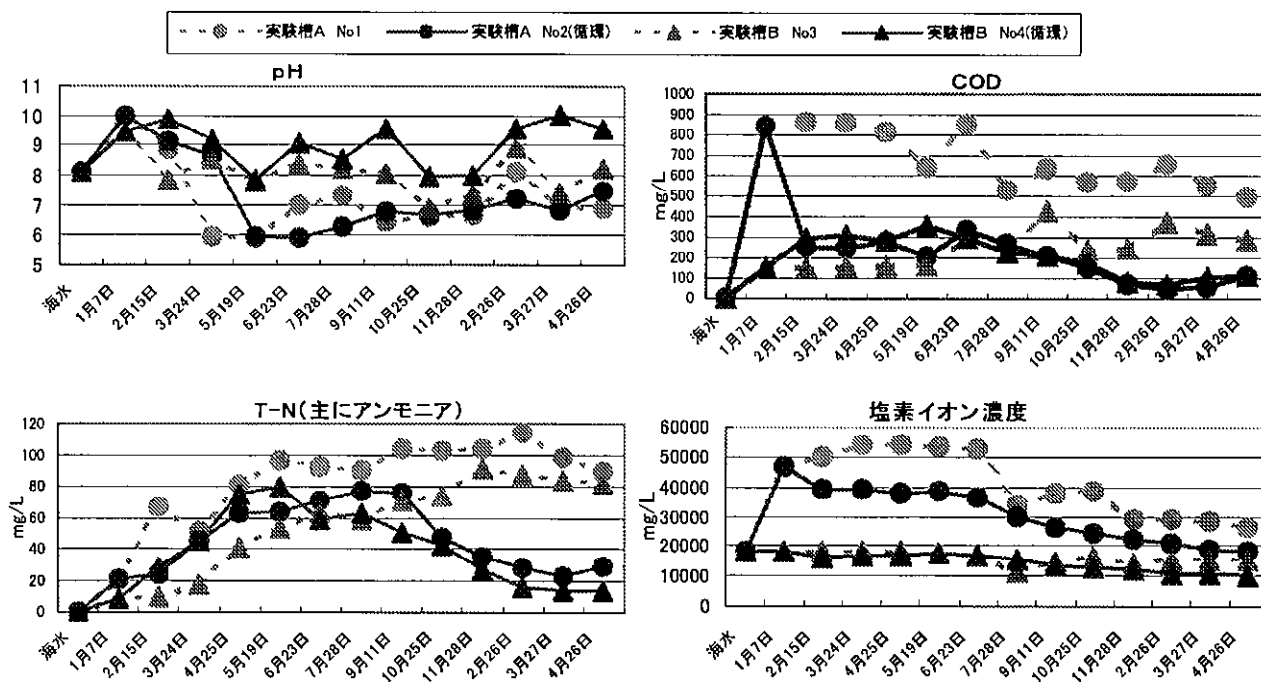 実験槽A No1 実験槽A No2(循環) 実験槽B No3 実験槽B No4(循環)
pH
11
10
9
8
7
6
5
海水 1月7日 2月15日 3月24日 5月19日 6月23日 7月28日 9月11日 10月25日 11月28日 2月26日 3月27日 4月26日
COD
mg/L
1000
900
800
700
600
500
400
300
200
100
0
海水 1月7日 2月15日 3月24日 4月25日 5月19日 6月23日 7月28日 9月11日 10月25日 11月28日 2月26日 3月27日 4月26日
T-N(主にアンモニア)
mg/L
120
100
80
60
40
20
0
海水 1月7日 2月15日 3月24日 4月25日 5月19日 6月23日 7月28日 9月11日 10月25日 11月28日 2月26日 3月27日 4月26日
塩素イオン濃度
mg/L
60000
50000
40000
30000
20000
10000
0
海水 1月7日 2月15日 3月24日 4月25日 5月19日 6月23日 7月28日 9月11日 10月25日 11月28日 2月26日 3月27日 4月26日